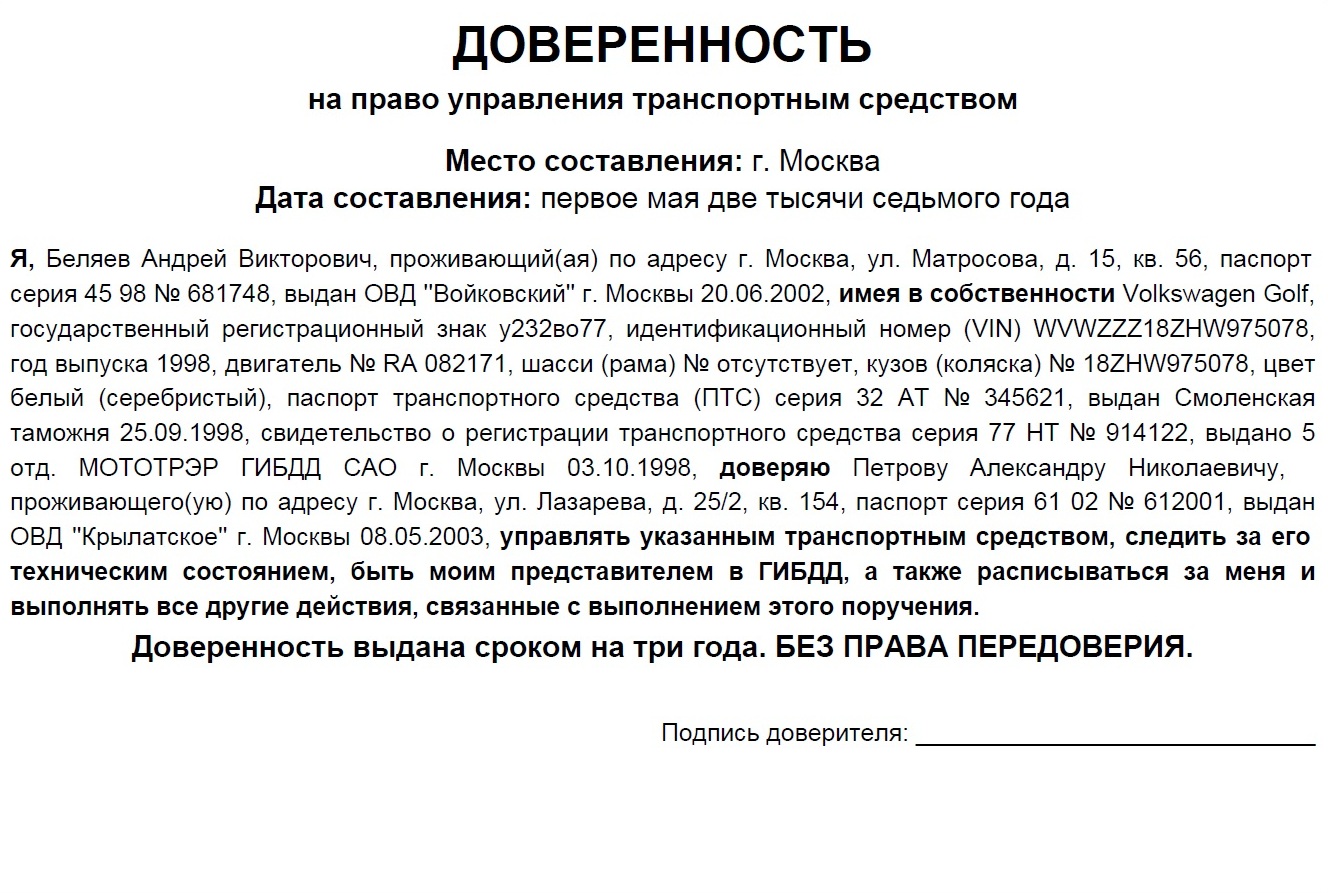 ДОВЕРЕННОСТЬ
на право управления транспортным средством
Место составления: г. Москва
Дата составления: первое мая две тысячи седьмого года
Я, Беляев Андрей Викторович, проживающий(ая) по адресу г. Москва, ул. Матросова, д. 15, кв. 56, паспорт
серия 45 98 № 681748, выдан ОВД "Войковский" г. Москвы 20.06.2002, имея в собственности Volkswagen Golf,
государственный регистрационный знак у232во77, идентификационный номер (VIN) WVWZZZ18ZHW975078,
год выпуска 1998, двигатель № RA 082171, шасси (рама) № отсутствует, кузов (коляска) № 18ZHW975078, цвет
белый (серебристый), паспорт транспортного средства (ПТС) серия 32 АТ № 345621, выдан Смоленская
таможня 25.09.1998, свидетельство о регистрации транспортного средства серия 77 НТ № 914122, выдано 5
отд. МОТОТРЭР ГИБДД САО г. Москвы 03.10.1998, доверяю Петрову Александру Николаевичу,
проживающего(ую) по адресу г. Москва, ул. Лазарева, д. 25/2, кв. 154, паспорт серия 61 02 № 612001, выдан
ОВД "Крылатское" г. Москвы 08.05.2003, управлять указанным транспортным средством, следить за его
техническим состоянием, быть моим представителем в ГИБДД, а также расписываться за меня и
выполнять все другие действия, связанные с выполнением этого поручения.
Доверенность выдана сроком на три года. БЕЗ ПРАВА ПЕРЕДОВЕРИЯ.
Подпись доверителя: